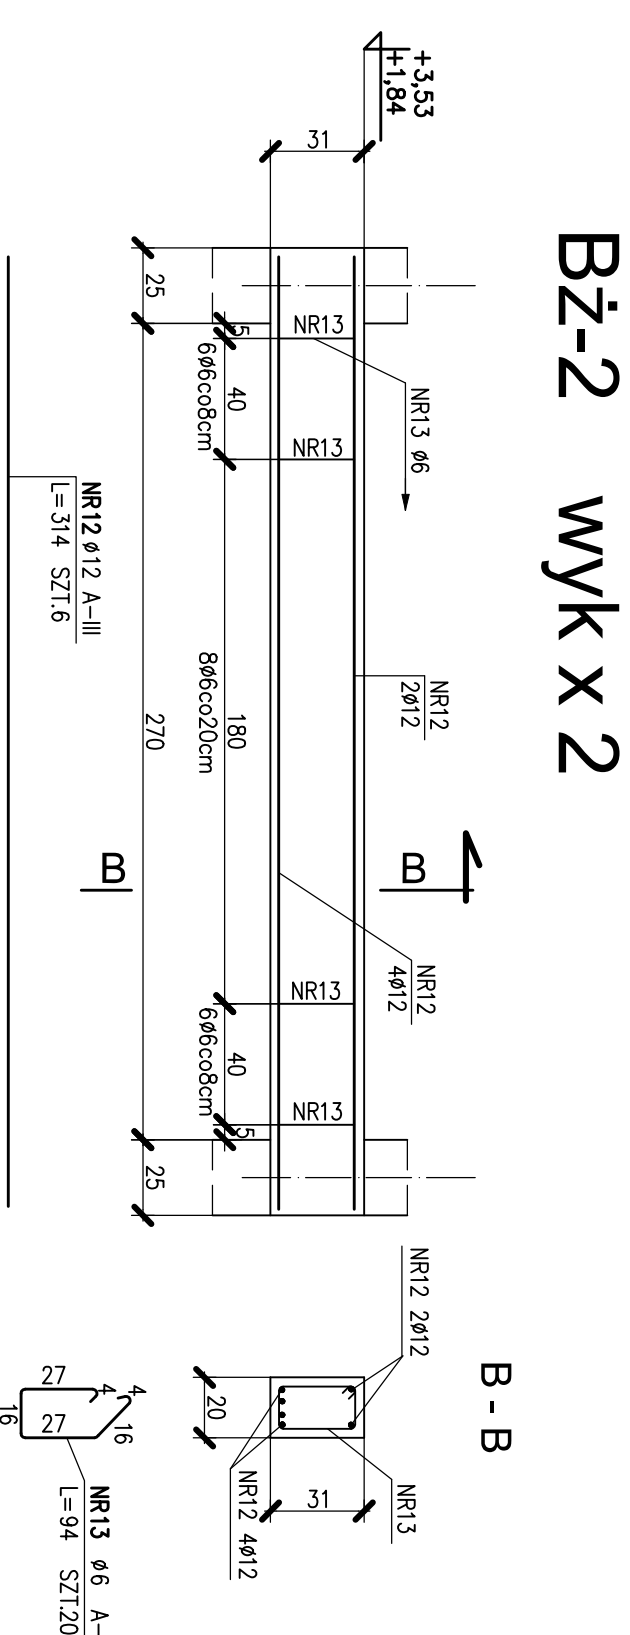 Bż-2 wyk x 2
+3,53
+1,84
31
NR13 ø6
NR12
2ø12
B
NR12
4ø12
NR13
NR13
NR13
NR13
5
40
180
40
5
6ø6co8cm
8ø6co20cm
6ø6co8cm
25
270
25
B
NR12 ø12 A-III
L=314 SZT.6
B - B
NR12 2ø12
NR13
31
20
NR12 4ø12
4
4
27
16
27
16
NR13 ø6 A-
L=94 SZT.20